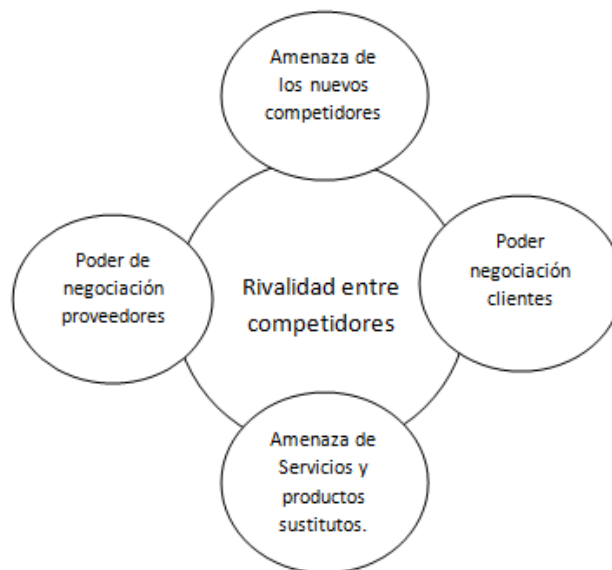 Amenaza de
los nuevos
competidores
Poder de
negociación
proveedores
Rivalidad entre
competidores
Poder
negociación
clientes
Amenaza de
Servicios y
productos
sustitutos.